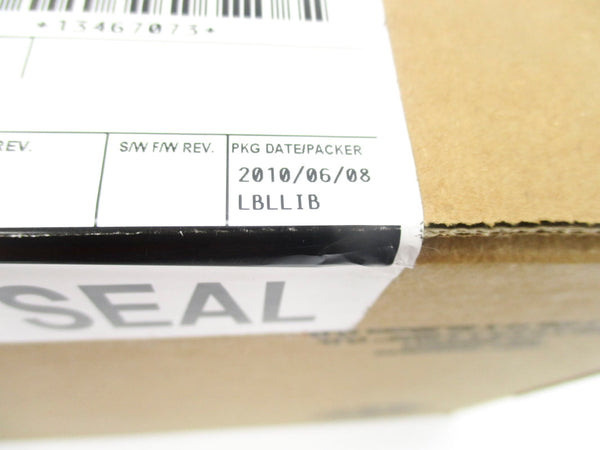 *13467073*
REV.
S/W F/W REV.
PKG DATE/PACKER
2010/06/08
LBLLIB
SEAL